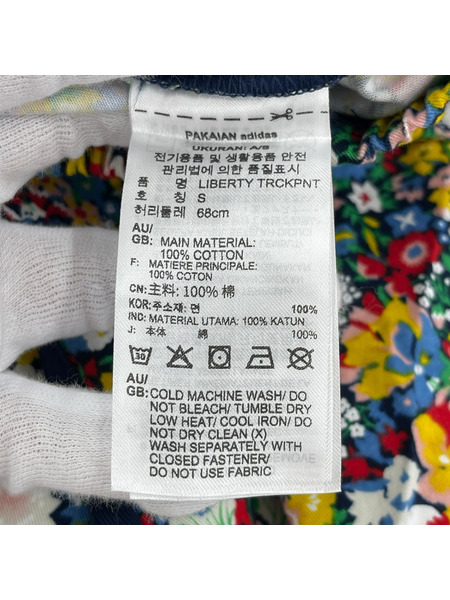 PAKAIAN adidas
UKURAN: A/S
전기용품 및 생활용품 안전
관리법에 의한 품질표시
품 명 LIBERTY TRCKPNT
호 칭 S
허리둘레 68cm
AU/
GB: MAIN MATERIAL:
100% COTTON
F: MATIERE PRINCIPALE:
100% COTON
CN: 主料: 100% 棉
KOR: 주소재: 면 100%
IND: MATERIAL UTAMA: 100% KATUN
J: 本体 綿 100%
30
AU/
GB: COLD MACHINE WASH/ DO
NOT BLEACH/ TUMBLE DRY
LOW HEAT/ COOL IRON/ DO
NOT DRY CLEAN (X)
WASH SEPARATELY WITH
CLOSED FASTENER/
DO NOT USE FABRIC